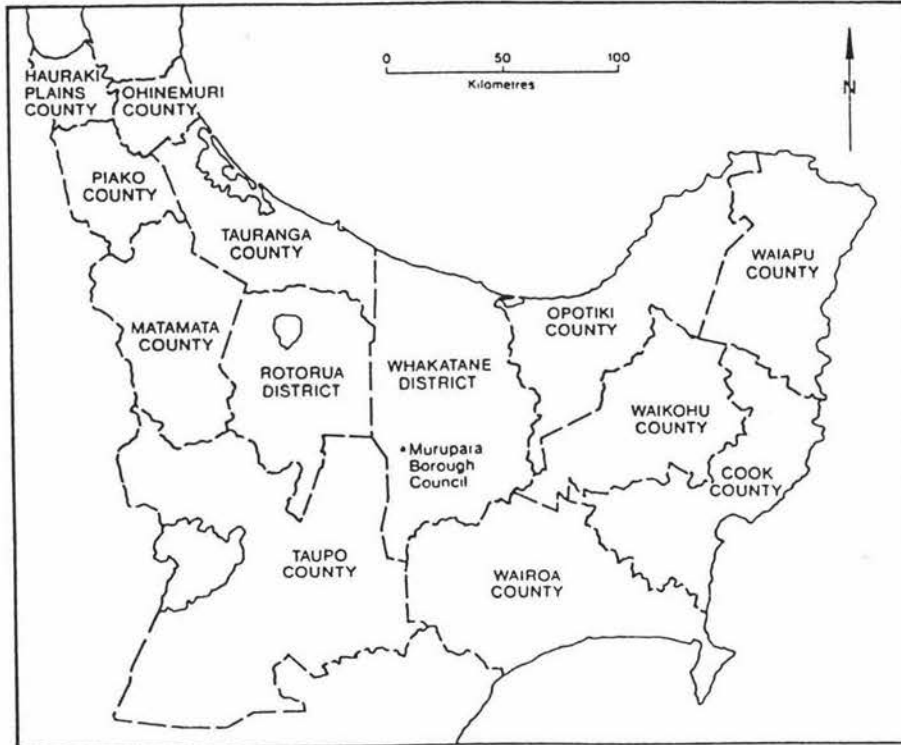 0 50 100
Kilometres
N
HAURAKI
PLAINS
COUNTY
OHINEMURI
COUNTY
PIAKO
COUNTY
TAURANGA
COUNTY
WAIAPU
COUNTY
OPOTIKI
COUNTY
MATAMATA
COUNTY
ROTORUA
DISTRICT
WHAKATANE
DISTRICT
WAIKOHU
COUNTY
Murupara
Borough
Council
COOK
COUNTY
TAUPO
COUNTY
WAIROA
COUNTY